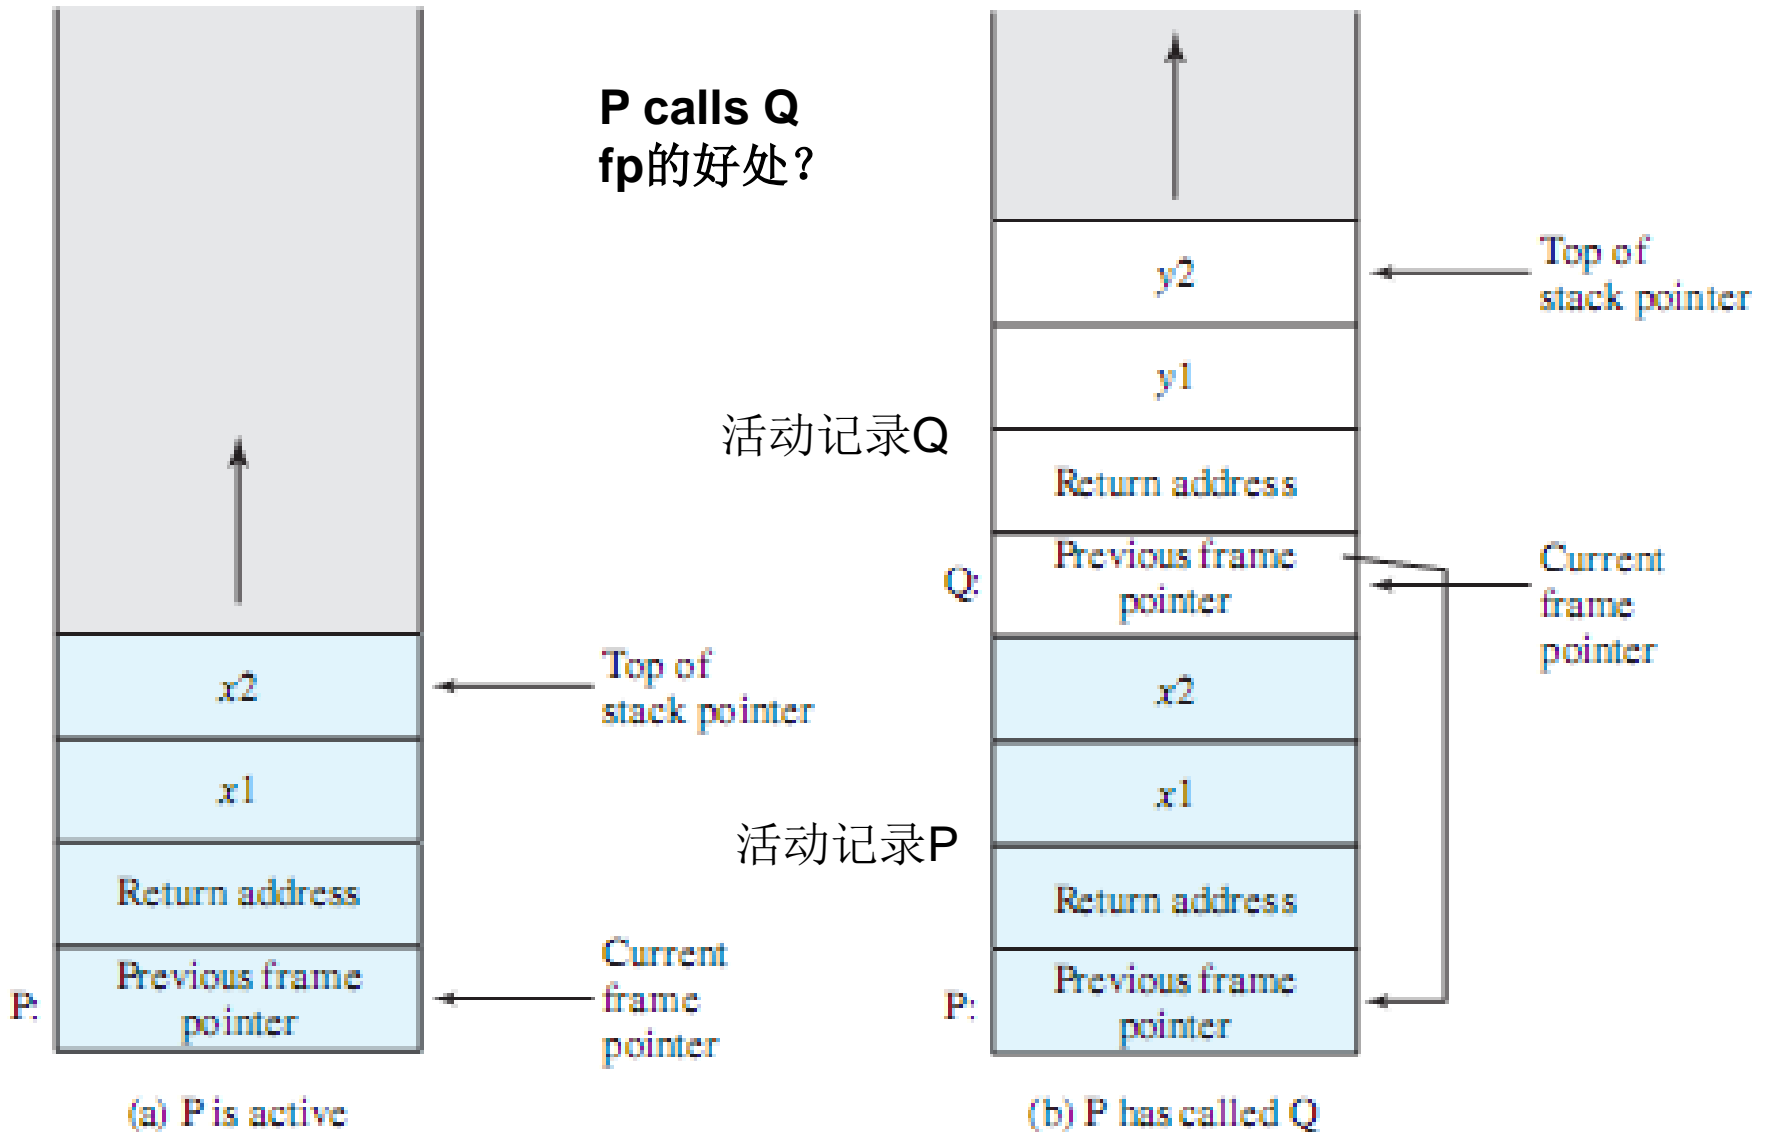 P calls Q
fp的好处？
x2
x1
Return address
Previous frame
pointer
P:
Top of
stack pointer
Current
frame
pointer
(a) P is active
活动记录Q
活动记录P
y2
y1
Return address
Previous frame
pointer
Q:
x2
x1
Return address
Previous frame
pointer
P:
Top of
stack pointer
Current
frame
pointer
(b) P has called Q